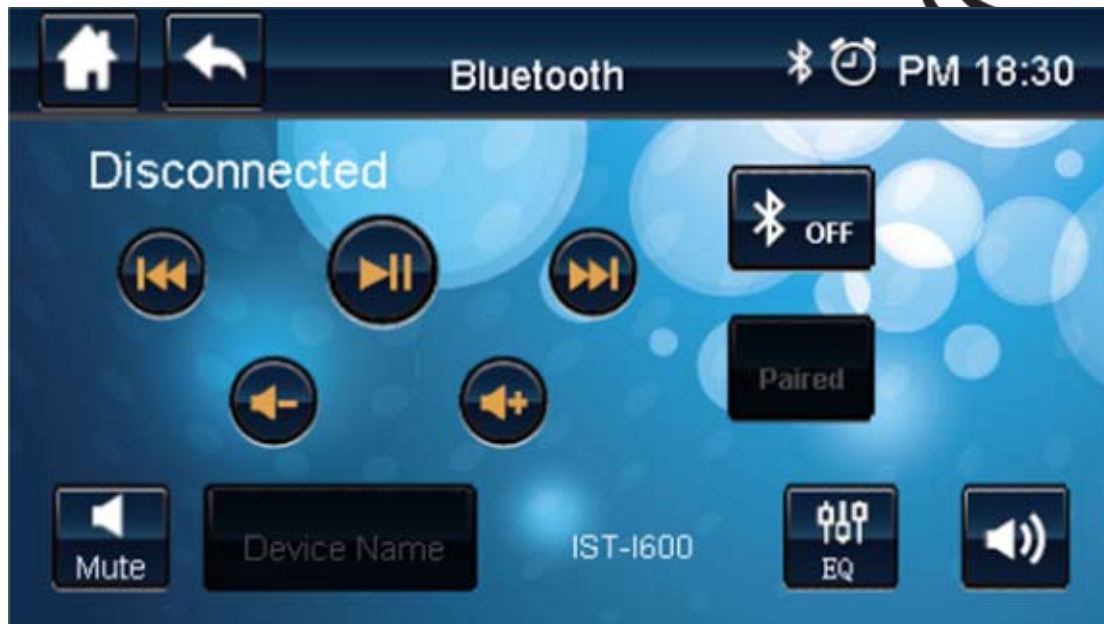 Bluetooth PM 18:30
Disconnected
OFF
Paired
Mute
Device Name
IST-I600
EQ